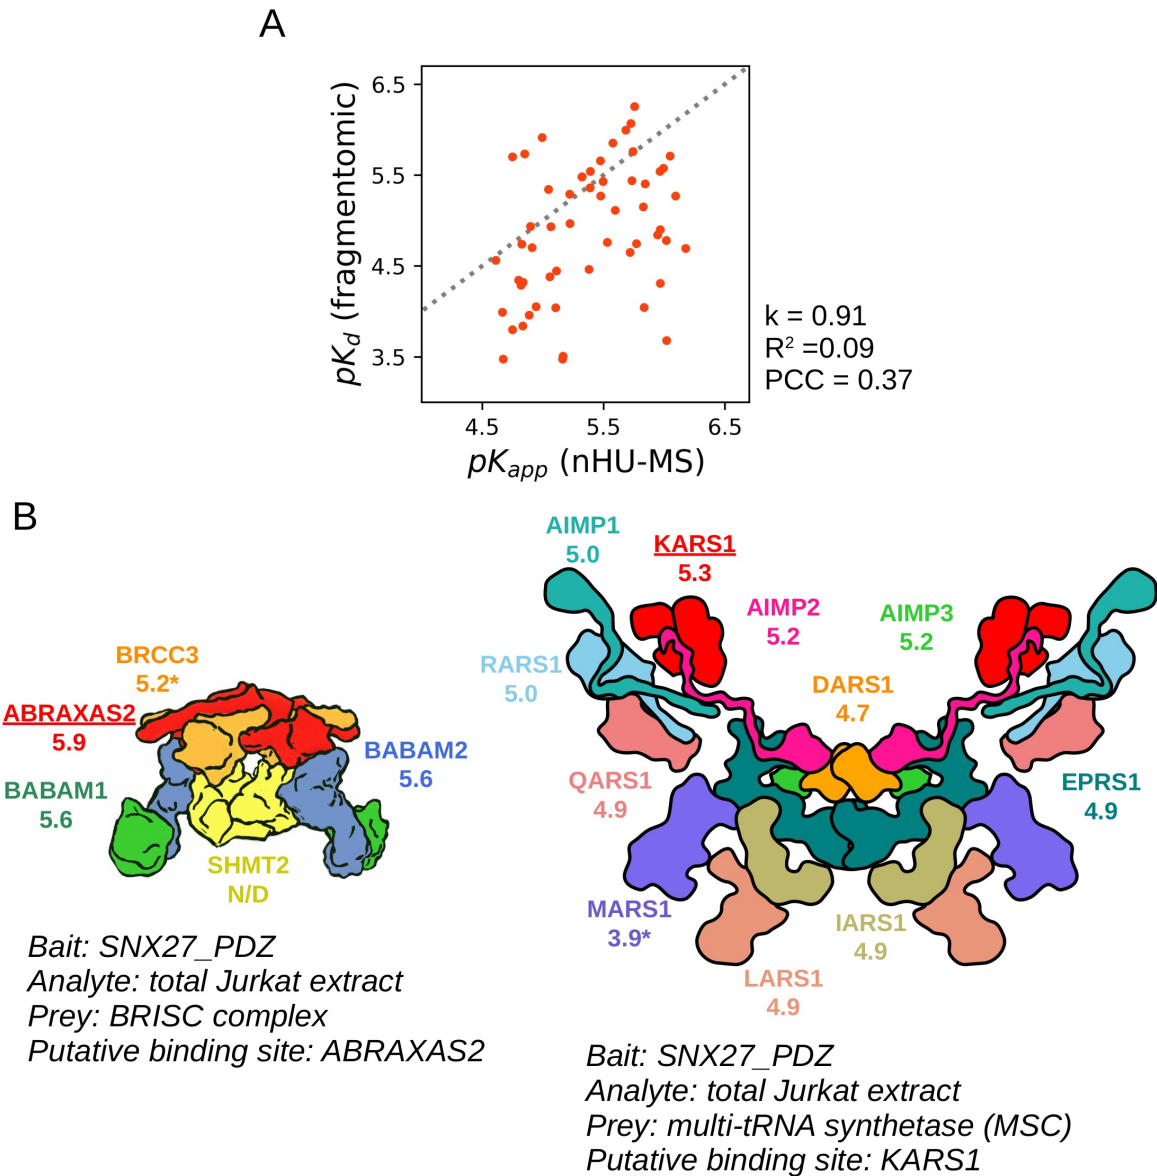 A
6.5
5.5
4.5
3.5
pKd (fragmentomic)
4.5 5.5 6.5
pKapp (nHU-MS)
k = 0.91
R² =0.09
PCC = 0.37
B
BRCC3
5.2*
ABRAXAS2
5.9
BABAM1
5.6
BABAM2
5.6
SHMT2
N/D
Bait: SNX27_PDZ
Analyte: total Jurkat extract
Prey: BRISC complex
Putative binding site: ABRAXAS2
AIMP1
5.0
KARS1
5.3
AIMP2
5.2
AIMP3
5.2
RARS1
5.0
DARS1
4.7
QARS1
4.9
EPRS1
4.9
MARS1
3.9*
IARS1
4.9
LARS1
4.9
Bait: SNX27_PDZ
Analyte: total Jurkat extract
Prey: multi-tRNA synthetase (MSC)
Putative binding site: KARS1